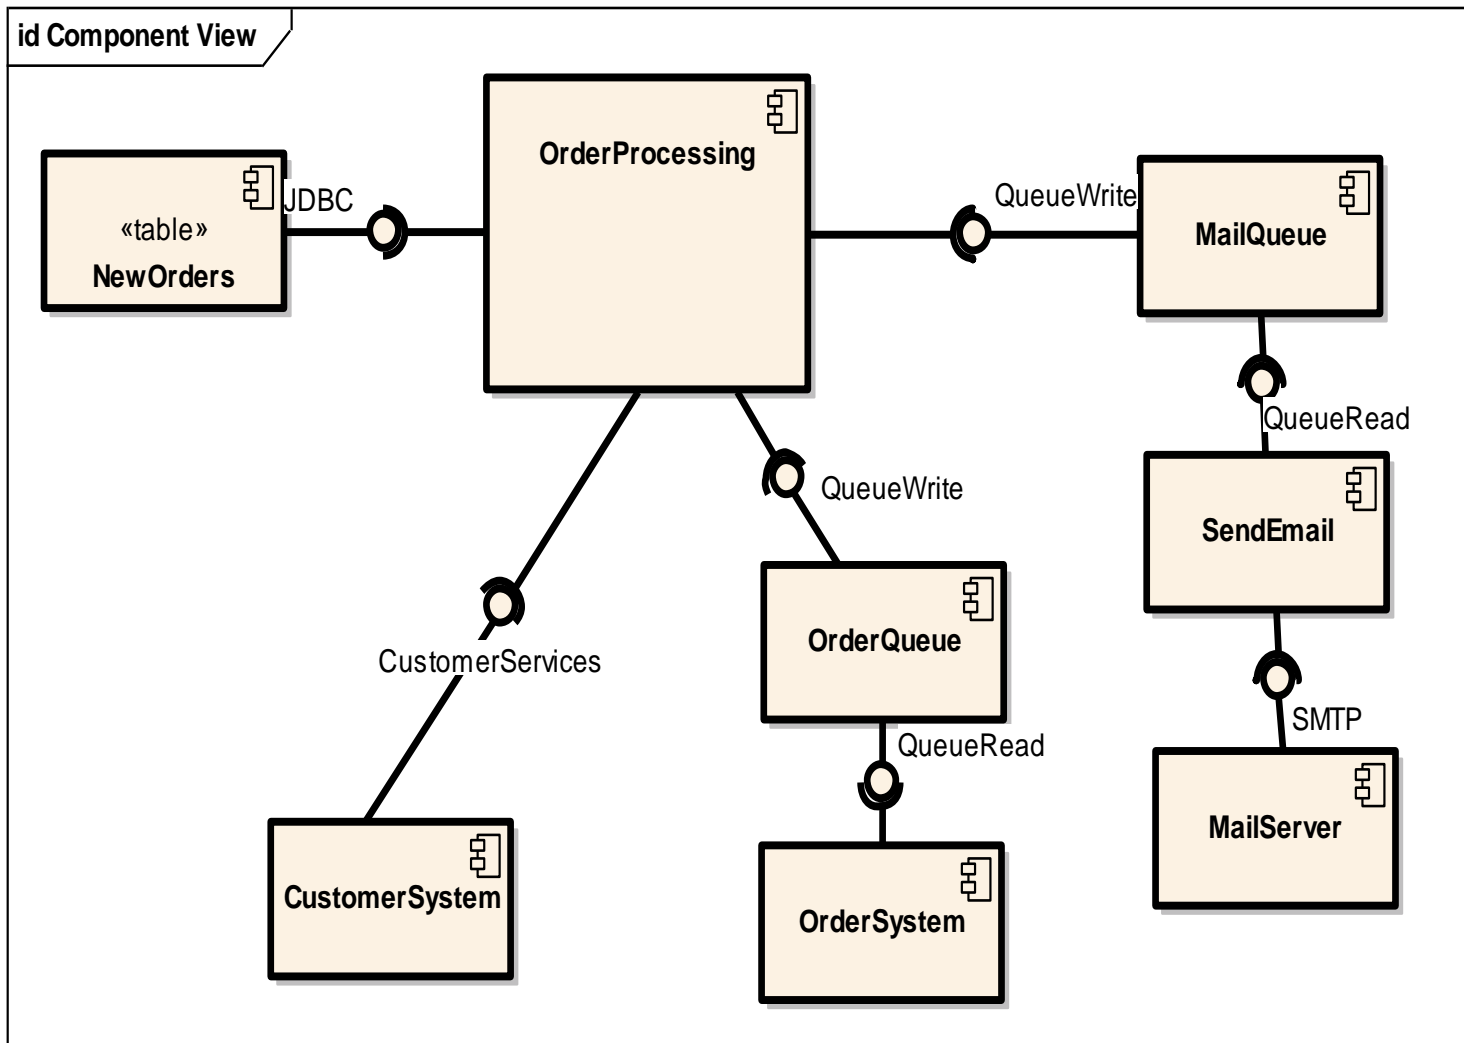 id Component View
OrderProcessing
«table»
NewOrders
JDBC
QueueWrite
MailQueue
QueueRead
QueueWrite
SendEmail
OrderQueue
CustomerServices
SMTP
QueueRead
MailServer
CustomerSystem
OrderSystem